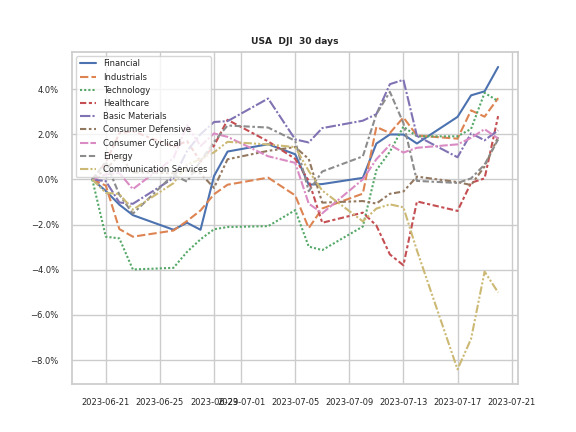 USA DJI 30 days
Financial
Industrials
Technology
Healthcare
Basic Materials
Consumer Defensive
Consumer Cyclical
Energy
Communication Services
4.0%
2.0%
0.0%
−2.0%
−4.0%
−6.0%
−8.0%
2023-06-21 2023-06-25 2023-06-29 2023-07-01 2023-07-05 2023-07-09 2023-07-13 2023-07-17 2023-07-21